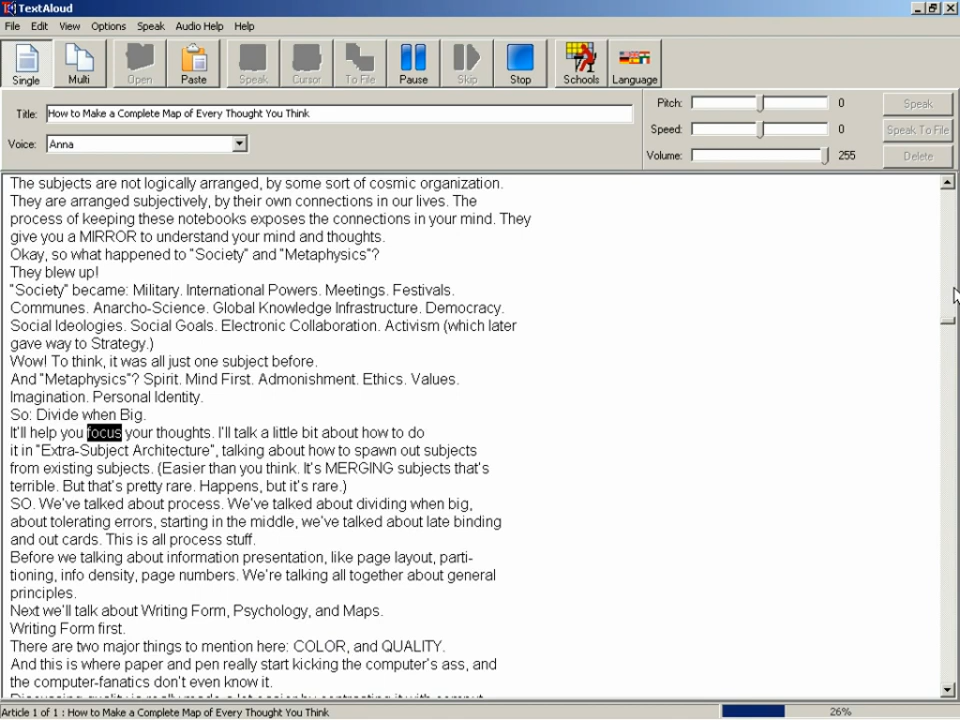 TextAloud
File Edit View Options Speak Audio Help Help
Single Multi Open Paste Speak Cursor To File Pause Skip Stop Schools Language
Title: How to Make a Complete Map of Every Thought You Think
Voice: Anna
Pitch: 0 Speak
Speed: 0 Speak To File
Volume: 255 Delete
The subjects are not logically arranged, by some sort of cosmic organization.
They are arranged subjectively, by their own connections in our lives. The
process of keeping these notebooks exposes the connections in your mind. They
give you a MIRROR to understand your mind and thoughts.
Okay, so what happened to "Society" and "Metaphysics"?
They blew up!
"Society" became: Military. International Powers. Meetings. Festivals.
Communes. Anarcho-Science. Global Knowledge Infrastructure. Democracy.
Social Ideologies. Social Goals. Electronic Collaboration. Activism (which later
gave way to Strategy.)
Wow! To think, it was all just one subject before.
And "Metaphysics"? Spirit. Mind First. Admonishment. Ethics. Values.
Imagination. Personal Identity.
So: Divide when Big.
It'll help you focus your thoughts. I'll talk a little bit about how to do
it in "Extra-Subject Architecture", talking about how to spawn out subjects
from existing subjects. (Easier than you think. It's MERGING subjects that's
terrible. But that's pretty rare. Happens, but it's rare.)
SO. We've talked about process. We've talked about dividing when big,
about tolerating errors, starting in the middle, we've talked about late binding
and out cards. This is all process stuff.
Before we talking about information presentation, like page layout, parti-
tioning, info density, page numbers. We're talking all together about general
principles.
Next we'll talk about Writing Form, Psychology, and Maps.
Writing Form first.
There are two major things to mention here: COLOR, and QUALITY.
And this is where paper and pen really start kicking the computer's ass, and
the computer-fanatics don't even know it.
Discussing quality is really made a lot easier by contrasting it with comput-
Article 1 of 1 : How to Make a Complete Map of Every Thought You Think 26%